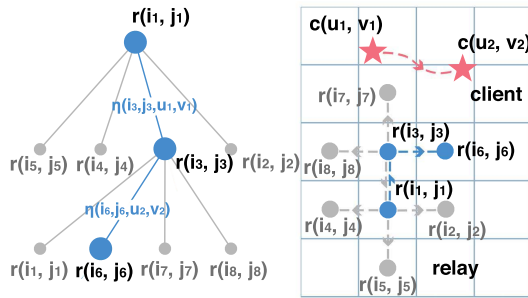 r(i1, j1)
η(i3,j3,u1,v1)
r(i5, j5)
r(i4, j4)
r(i3, j3)
r(i2, j2)
η(i6,j6,u2,v2)
r(i1, j1)
r(i6, j6)
r(i7, j7)
r(i8, j8)
c(u1, v1)
c(u2, v2)
client
r(i7, j7)
r(i3, j3)
r(i8, j8)
r(i6, j6)
r(i1, j1)
r(i4, j4)
r(i2, j2)
r(i5, j5)
relay